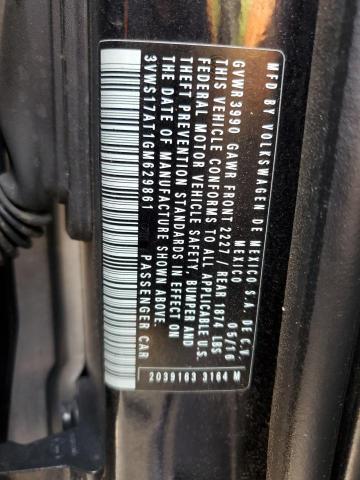 MFD BY VOLKSWAGEN DE MEXICO S.A. DE C.V.
MEXICO 05/16
GVWR 3990 GAWR FRONT 2227 / REAR 1874 LBS
THIS VEHICLE CONFORMS TO ALL APPLICABLE U.S.
FEDERAL MOTOR VEHICLE SAFETY, BUMPER AND
THEFT PREVENTION STANDARDS IN EFFECT ON
THE DATE OF MANUFACTURE SHOWN ABOVE.
3VWS17AT1GM629861 PASSENGER CAR
2039163 3164 M